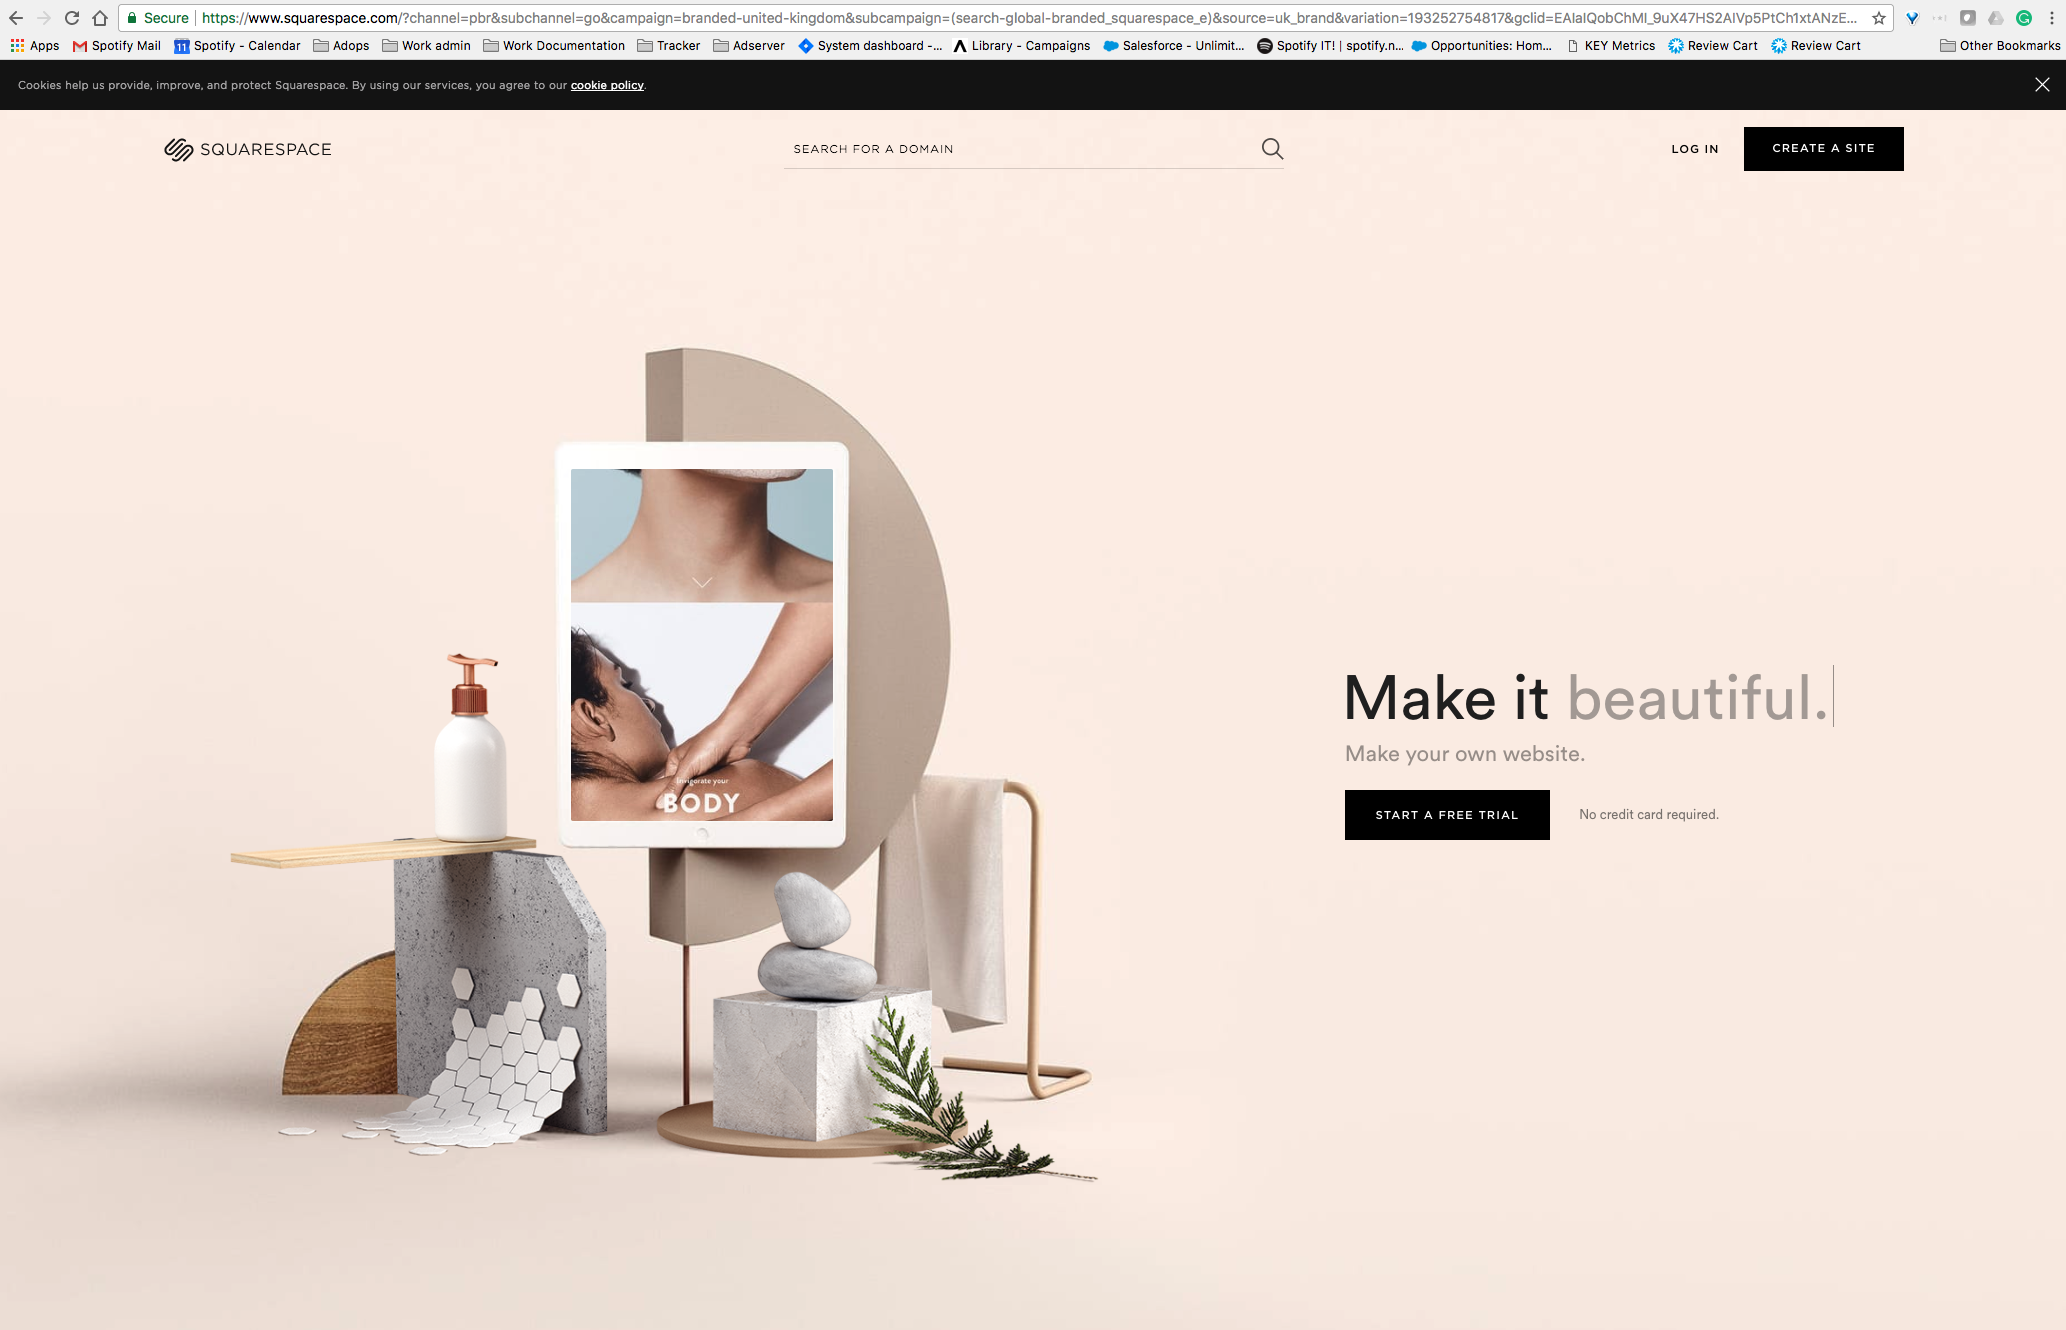 Secure https://www.squarespace.com/?channel=pbr&subchannel=go&campaign=branded-united-kingdom&subcampaign=(search-global-branded_squarespace_e)&source=uk_brand&variation=193252754817&gclid=EAIaIQobChMI_9uX47HS2AIVp5PtCh1xtANzE...
Apps Spotify Mail 11 Spotify - Calendar Adops Work admin Work Documentation Tracker Adserver System dashboard -... Library - Campaigns Salesforce - Unlimit... Spotify IT! | spotify.n... Opportunities: Hom... KEY Metrics Review Cart Review Cart Other Bookmarks
Cookies help us provide, improve, and protect Squarespace. By using our services, you agree to our cookie policy.
SQUARESPACE SEARCH FOR A DOMAIN LOG IN CREATE A SITE
Make it beautiful.
Make your own website.
Invigorate your
BODY
START A FREE TRIAL No credit card required.